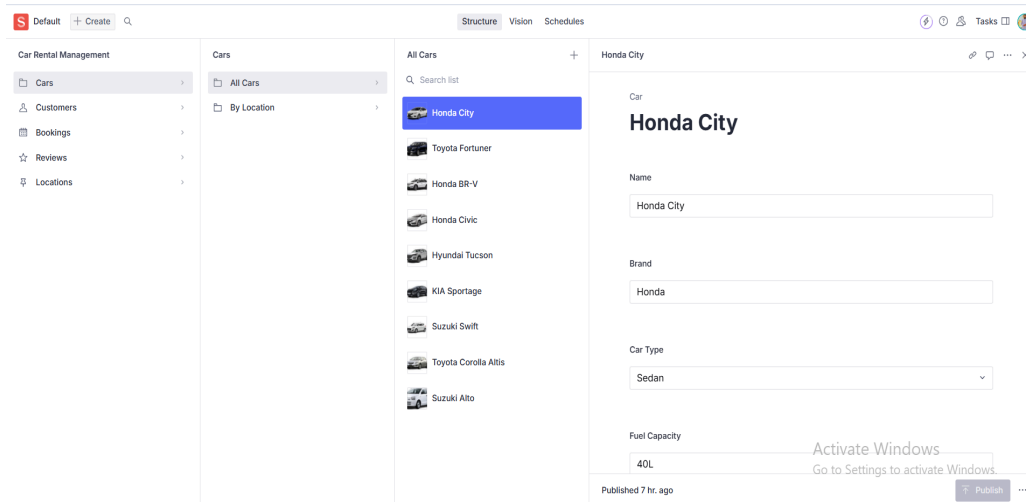 S Default + Create Structure Vision Schedules Tasks
Car Rental Management
Cars
Customers
Bookings
Reviews
Locations
Cars
All Cars
By Location
All Cars
Search list
Honda City
Toyota Fortuner
Honda BR-V
Honda Civic
Hyundai Tucson
KIA Sportage
Suzuki Swift
Toyota Corolla Altis
Suzuki Alto
Honda City
Car
Honda City
Name
Honda City
Brand
Honda
Car Type
Sedan
Fuel Capacity
40L
Activate Windows
Go to Settings to activate Windows.
Published 7 hr. ago
Publish